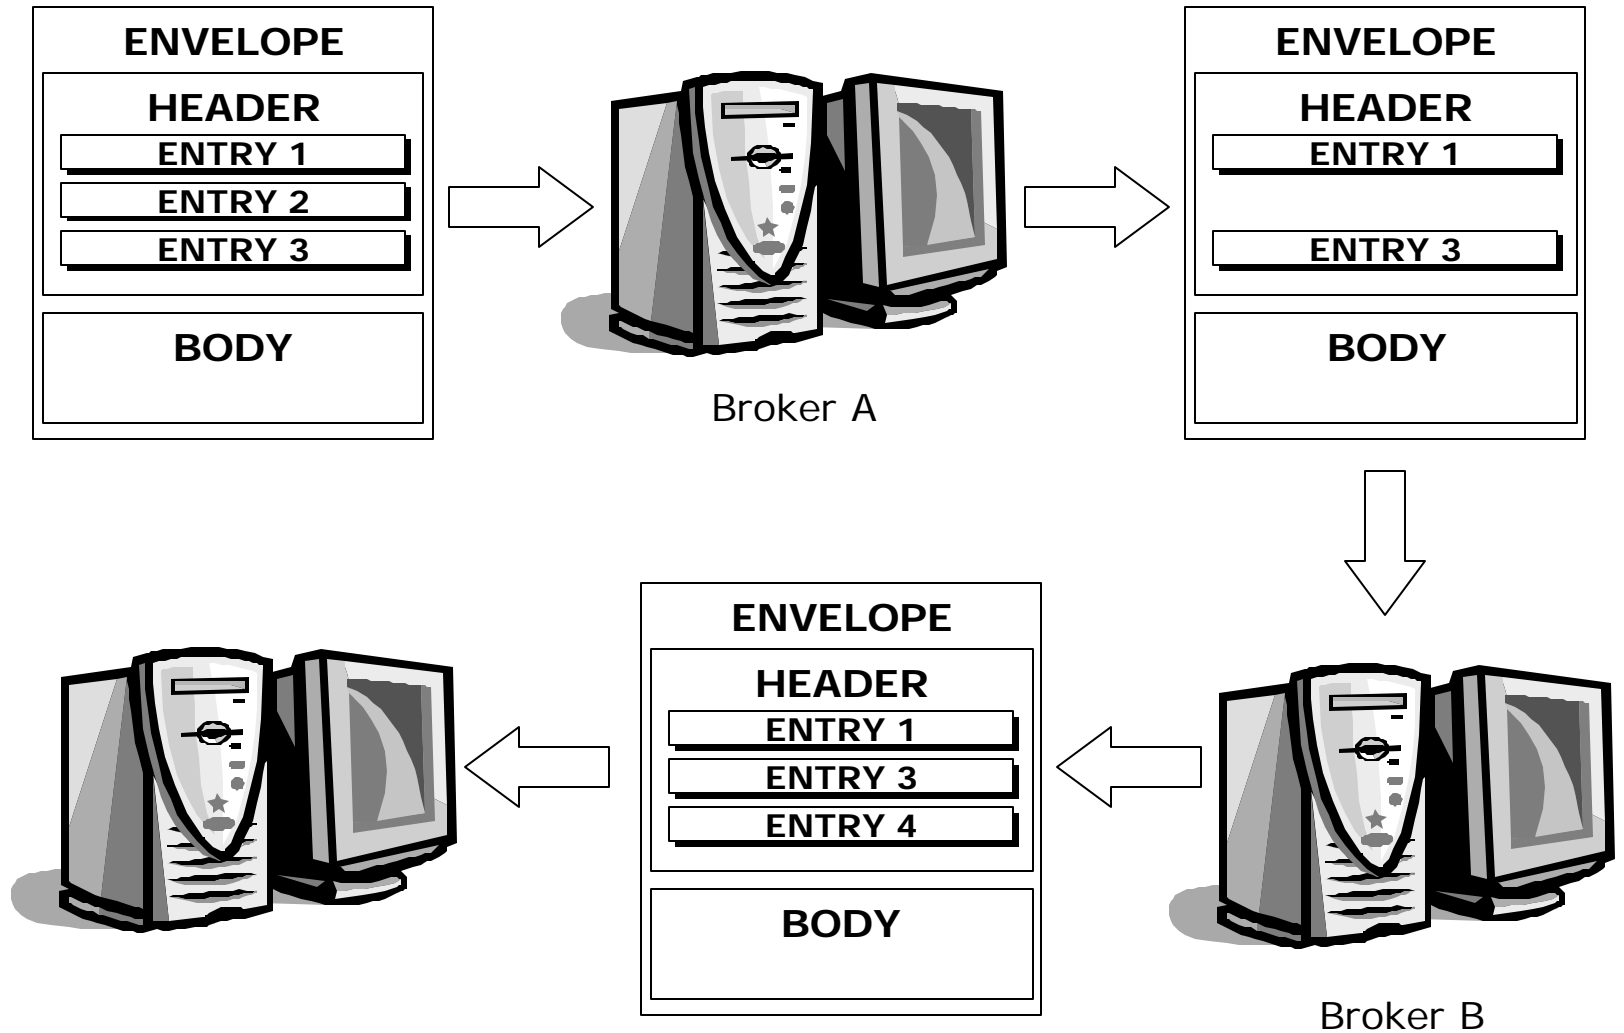 ENVELOPE
HEADER
ENTRY 1
ENTRY 2
ENTRY 3
BODY
Broker A
ENVELOPE
HEADER
ENTRY 1
ENTRY 3
BODY
Broker B
ENVELOPE
HEADER
ENTRY 1
ENTRY 3
ENTRY 4
BODY